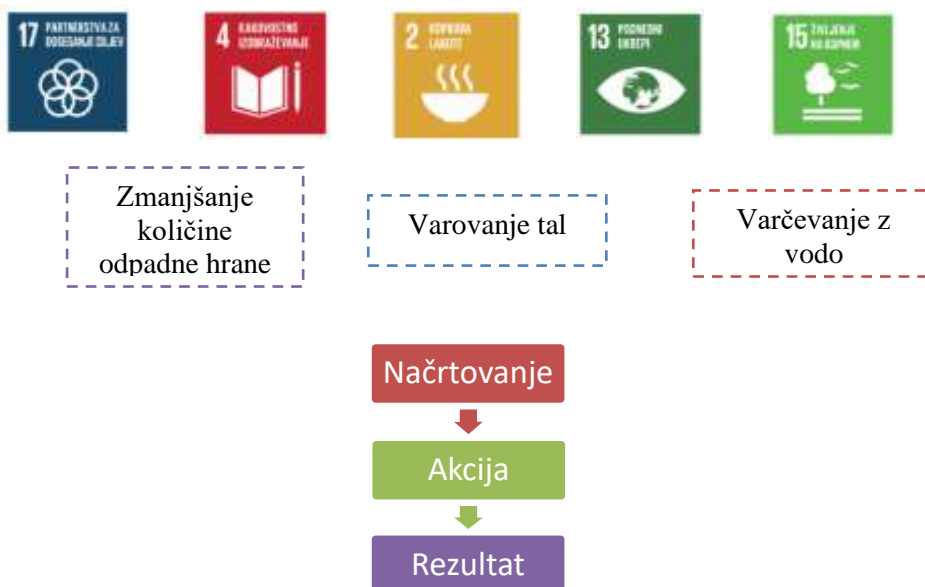 17 PARTNERSTVA ZA
DOSEGANJE CILJEV
4 KAKOVOSTNO
IZOBRAŽEVANJE
2 ODPRAVA
LAKOTE
13 PODNEBNI
UKREPI
15 ŽIVLJENJE
NA KOPNEM
Zmanjšanje
količine
odpadne hrane
Varovanje tal
Varčevanje z
vodo
Načrtovanje
Akcija
Rezultat